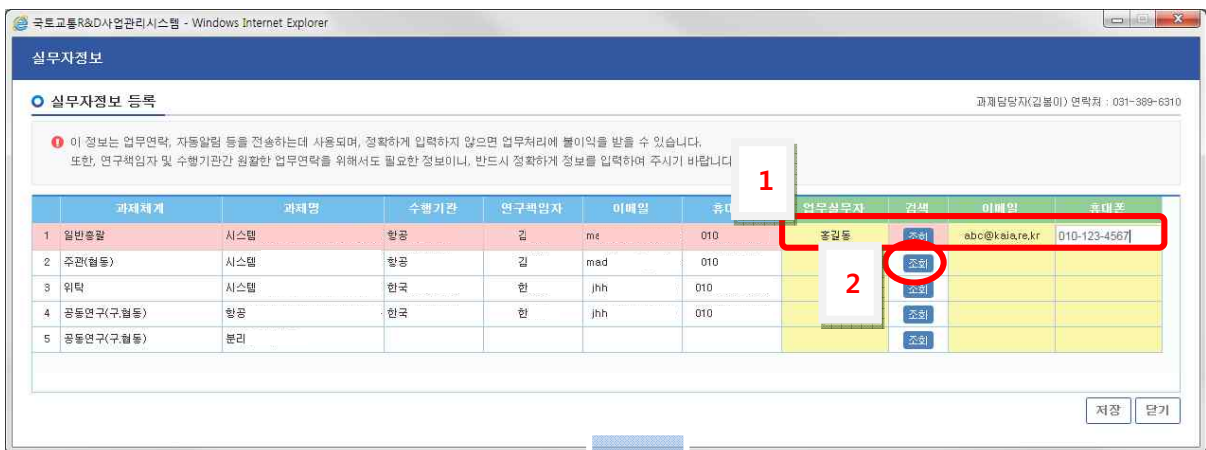 국토교통R&D사업관리시스템 - Windows Internet Explorer
실무자정보
실무자정보 등록
과제담당자(김봄이) 연락처 : 031-389-6310
이 정보는 업무연락, 자동알림 등을 전송하는데 사용되며, 정확하게 입력하지 않으면 업무처리에 불이익을 받을 수 있습니다.
또한, 연구책임자 및 수행기관간 원활한 업무연락을 위해서도 필요한 정보이니, 반드시 정확하게 정보를 입력하여 주시기 바랍니다
1
과제체계 과제명 수행기관 연구책임자 이메일 업무실무자 검색 이메일 휴대폰
1 일반총괄 시스템 항공 김 me 010 홍길동 조회 abc@kaia,re,kr 010-123-4567
2 주관(협동) 시스템 항공 김 mad 010 조회
2
3 위탁 시스템 한국 한 jhh 010 조회
4 공동연구(구.협동) 항공 한국 한 jhh 010 조회
5 공동연구(구.협동) 분리 조회
저장 닫기